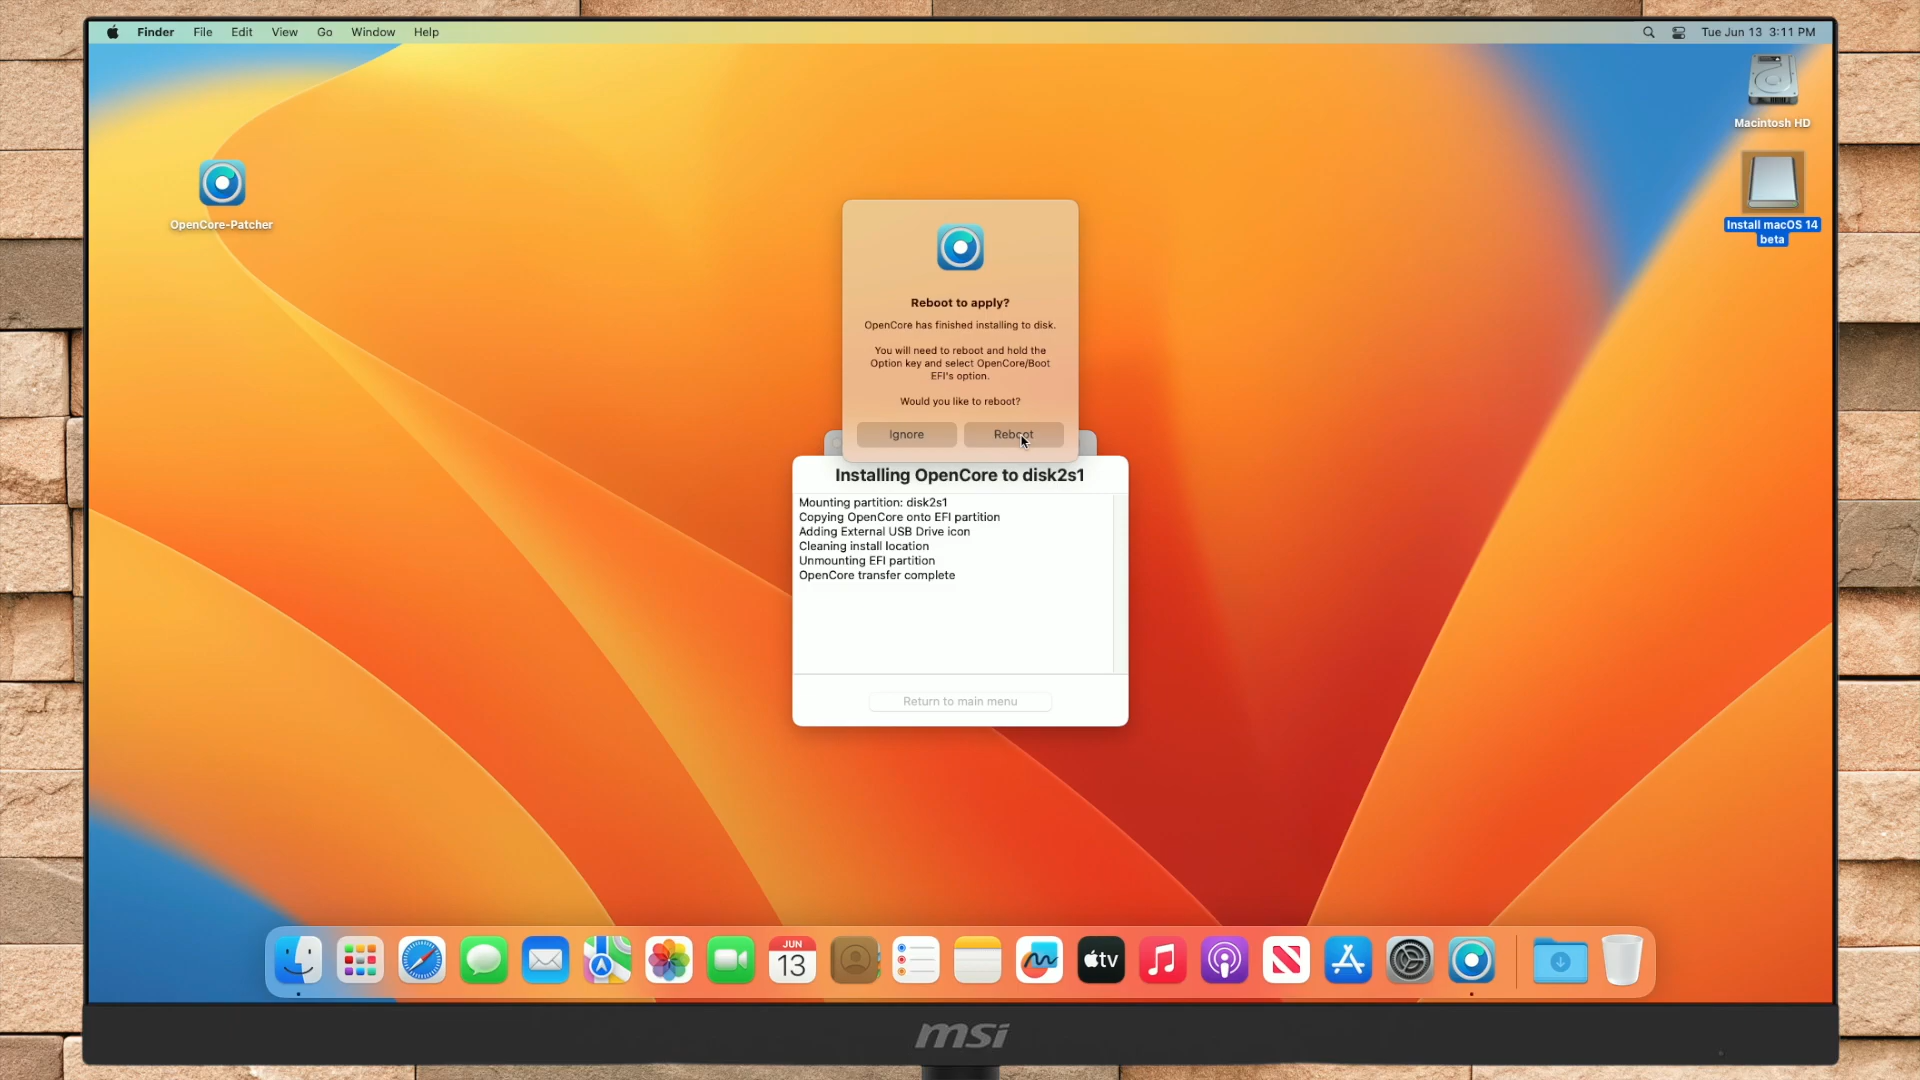 Finder File Edit View Go Window Help
Tue Jun 13 3:11 PM
Macintosh HD
OpenCore-Patcher
Install macOS 14
beta
Reboot to apply?
OpenCore has finished installing to disk.
You will need to reboot and hold the
Option key and select OpenCore/Boot
EFI's option.
Would you like to reboot?
Ignore
Reboot
Installing OpenCore to disk2s1
Mounting partition: disk2s1
Copying OpenCore onto EFI partition
Adding External USB Drive icon
Cleaning install location
Unmounting EFI partition
OpenCore transfer complete
Return to main menu
JUN
13
tv
msi